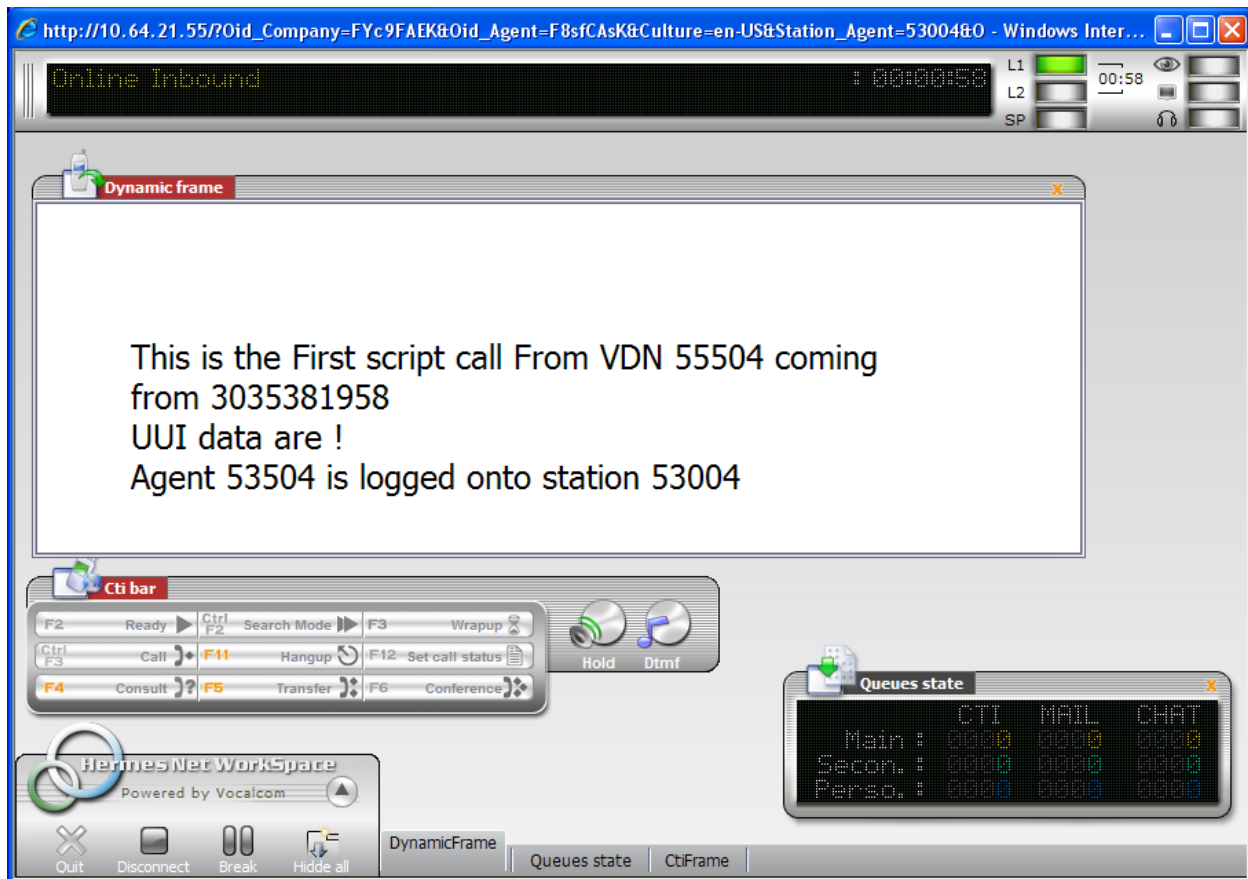 http://10.64.21.55/?Oid_Company=FYc9FAEK&Oid_Agent=F8sfCAsK&Culture=en-US&Station_Agent=53004&O - Windows Inter...
Online Inbound : 00:00:58
L1
L2
SP
00:58
Dynamic frame x
This is the First script call From VDN 55504 coming
from 3035381958
UUI data are !
Agent 53504 is logged onto station 53004
Cti bar
F2 Ready Ctrl F2 Search Mode F3 Wrapup
Ctrl F3 Call F11 Hangup F12 Set call status
F4 Consult F5 Transfer F6 Conference
Hold Dtmf
Queues state x
CTI MAIL CHAT
Main : 0000 0000 0000
Secon. : 0000 0000 0000
Perso. : 0000 0000 0000
Hermes Net WorkSpace
Powered by Vocalcom
Quit Disconnect Break Hidde all
DynamicFrame Queues state CtiFrame